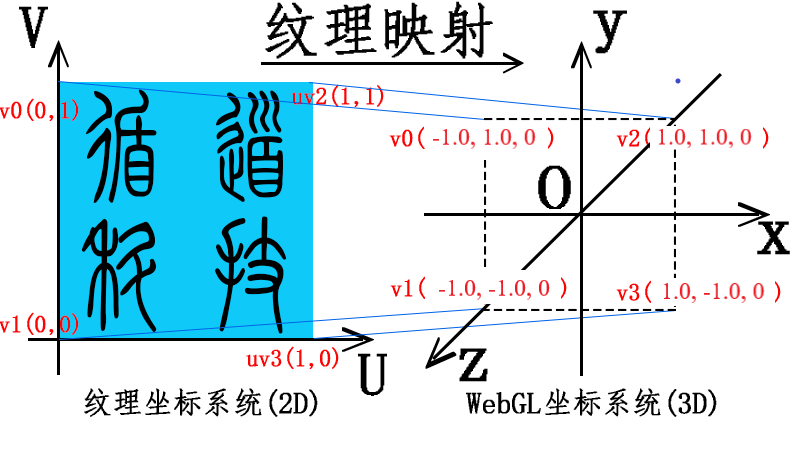 V
纹理映射
y
v0(0,1)
uv2(1,1)
循道
技
v1(0,0)
uv3(1,0)
U
纹理坐标系统(2D)
v0( -1.0, 1.0, 0 )
v2( 1.0, 1.0, 0 )
O
x
v1( -1.0, -1.0, 0 )
v3( 1.0, -1.0, 0 )
z
WebGL坐标系统(3D)